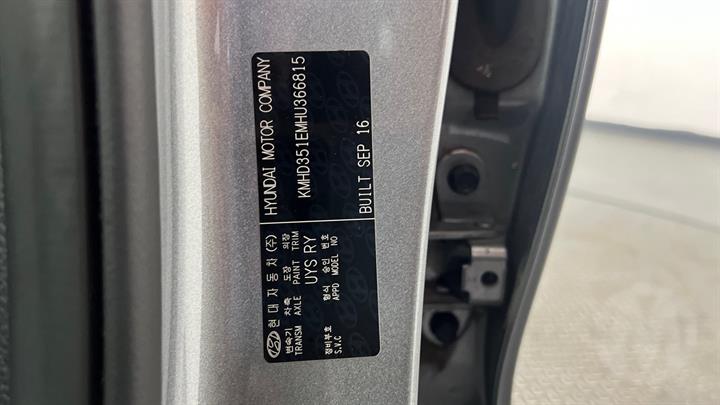 현대자동차(주) HYUNDAI MOTOR COMPANY
변속기 차축 도장 의장
TRANSM AXLE PAINT TRIM
KMHD351EMHU366815
UYS RY
형식 승인 번호
APPD MODEL NO
정비부호
S.V.C
BUILT SEP 16